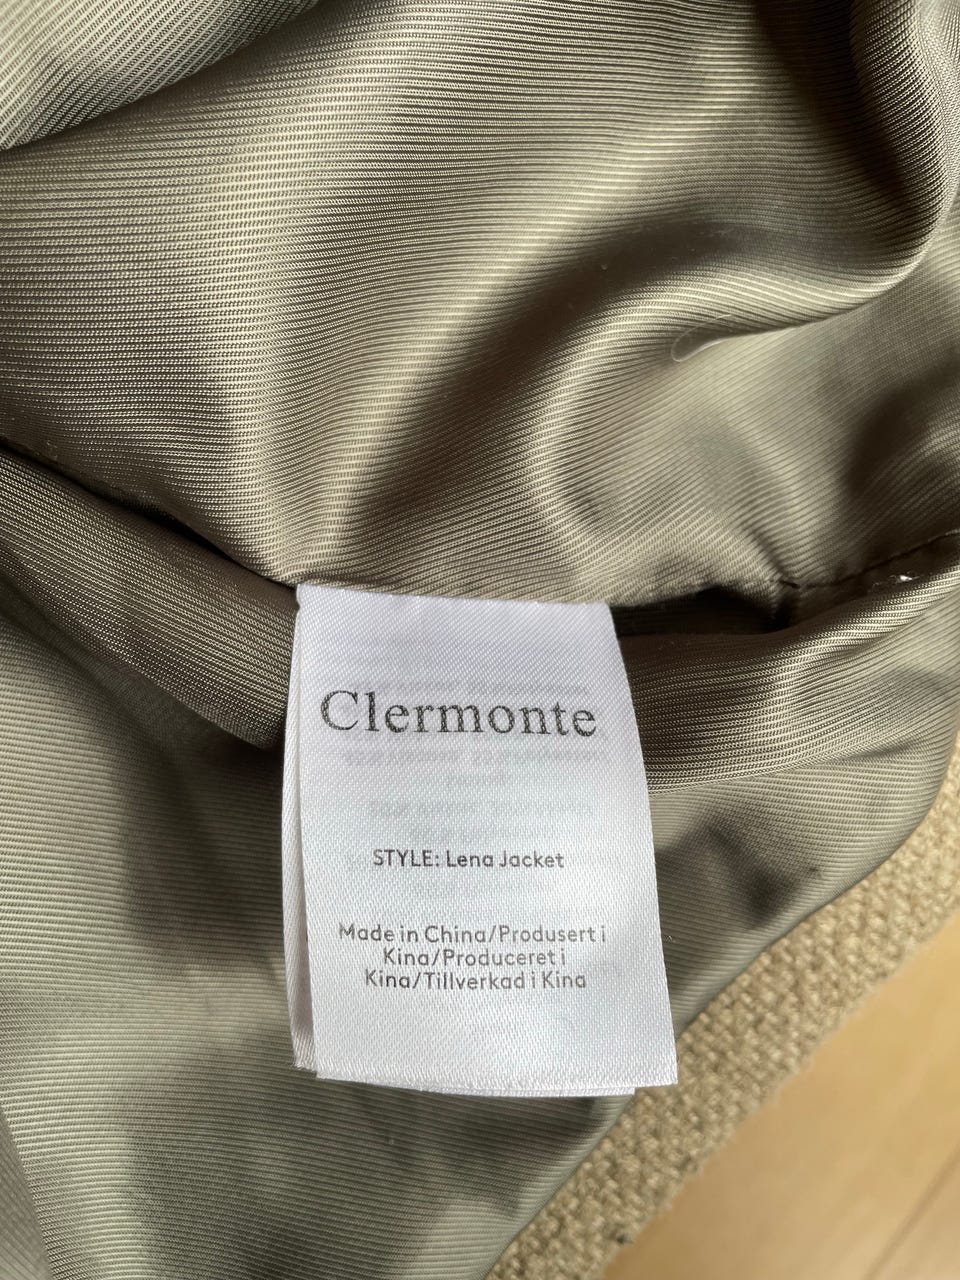 Clermonte
STYLE: Lena Jacket
Made in China/Produsert i
Kina/Produceret i
Kina/Tillverkad i Kina